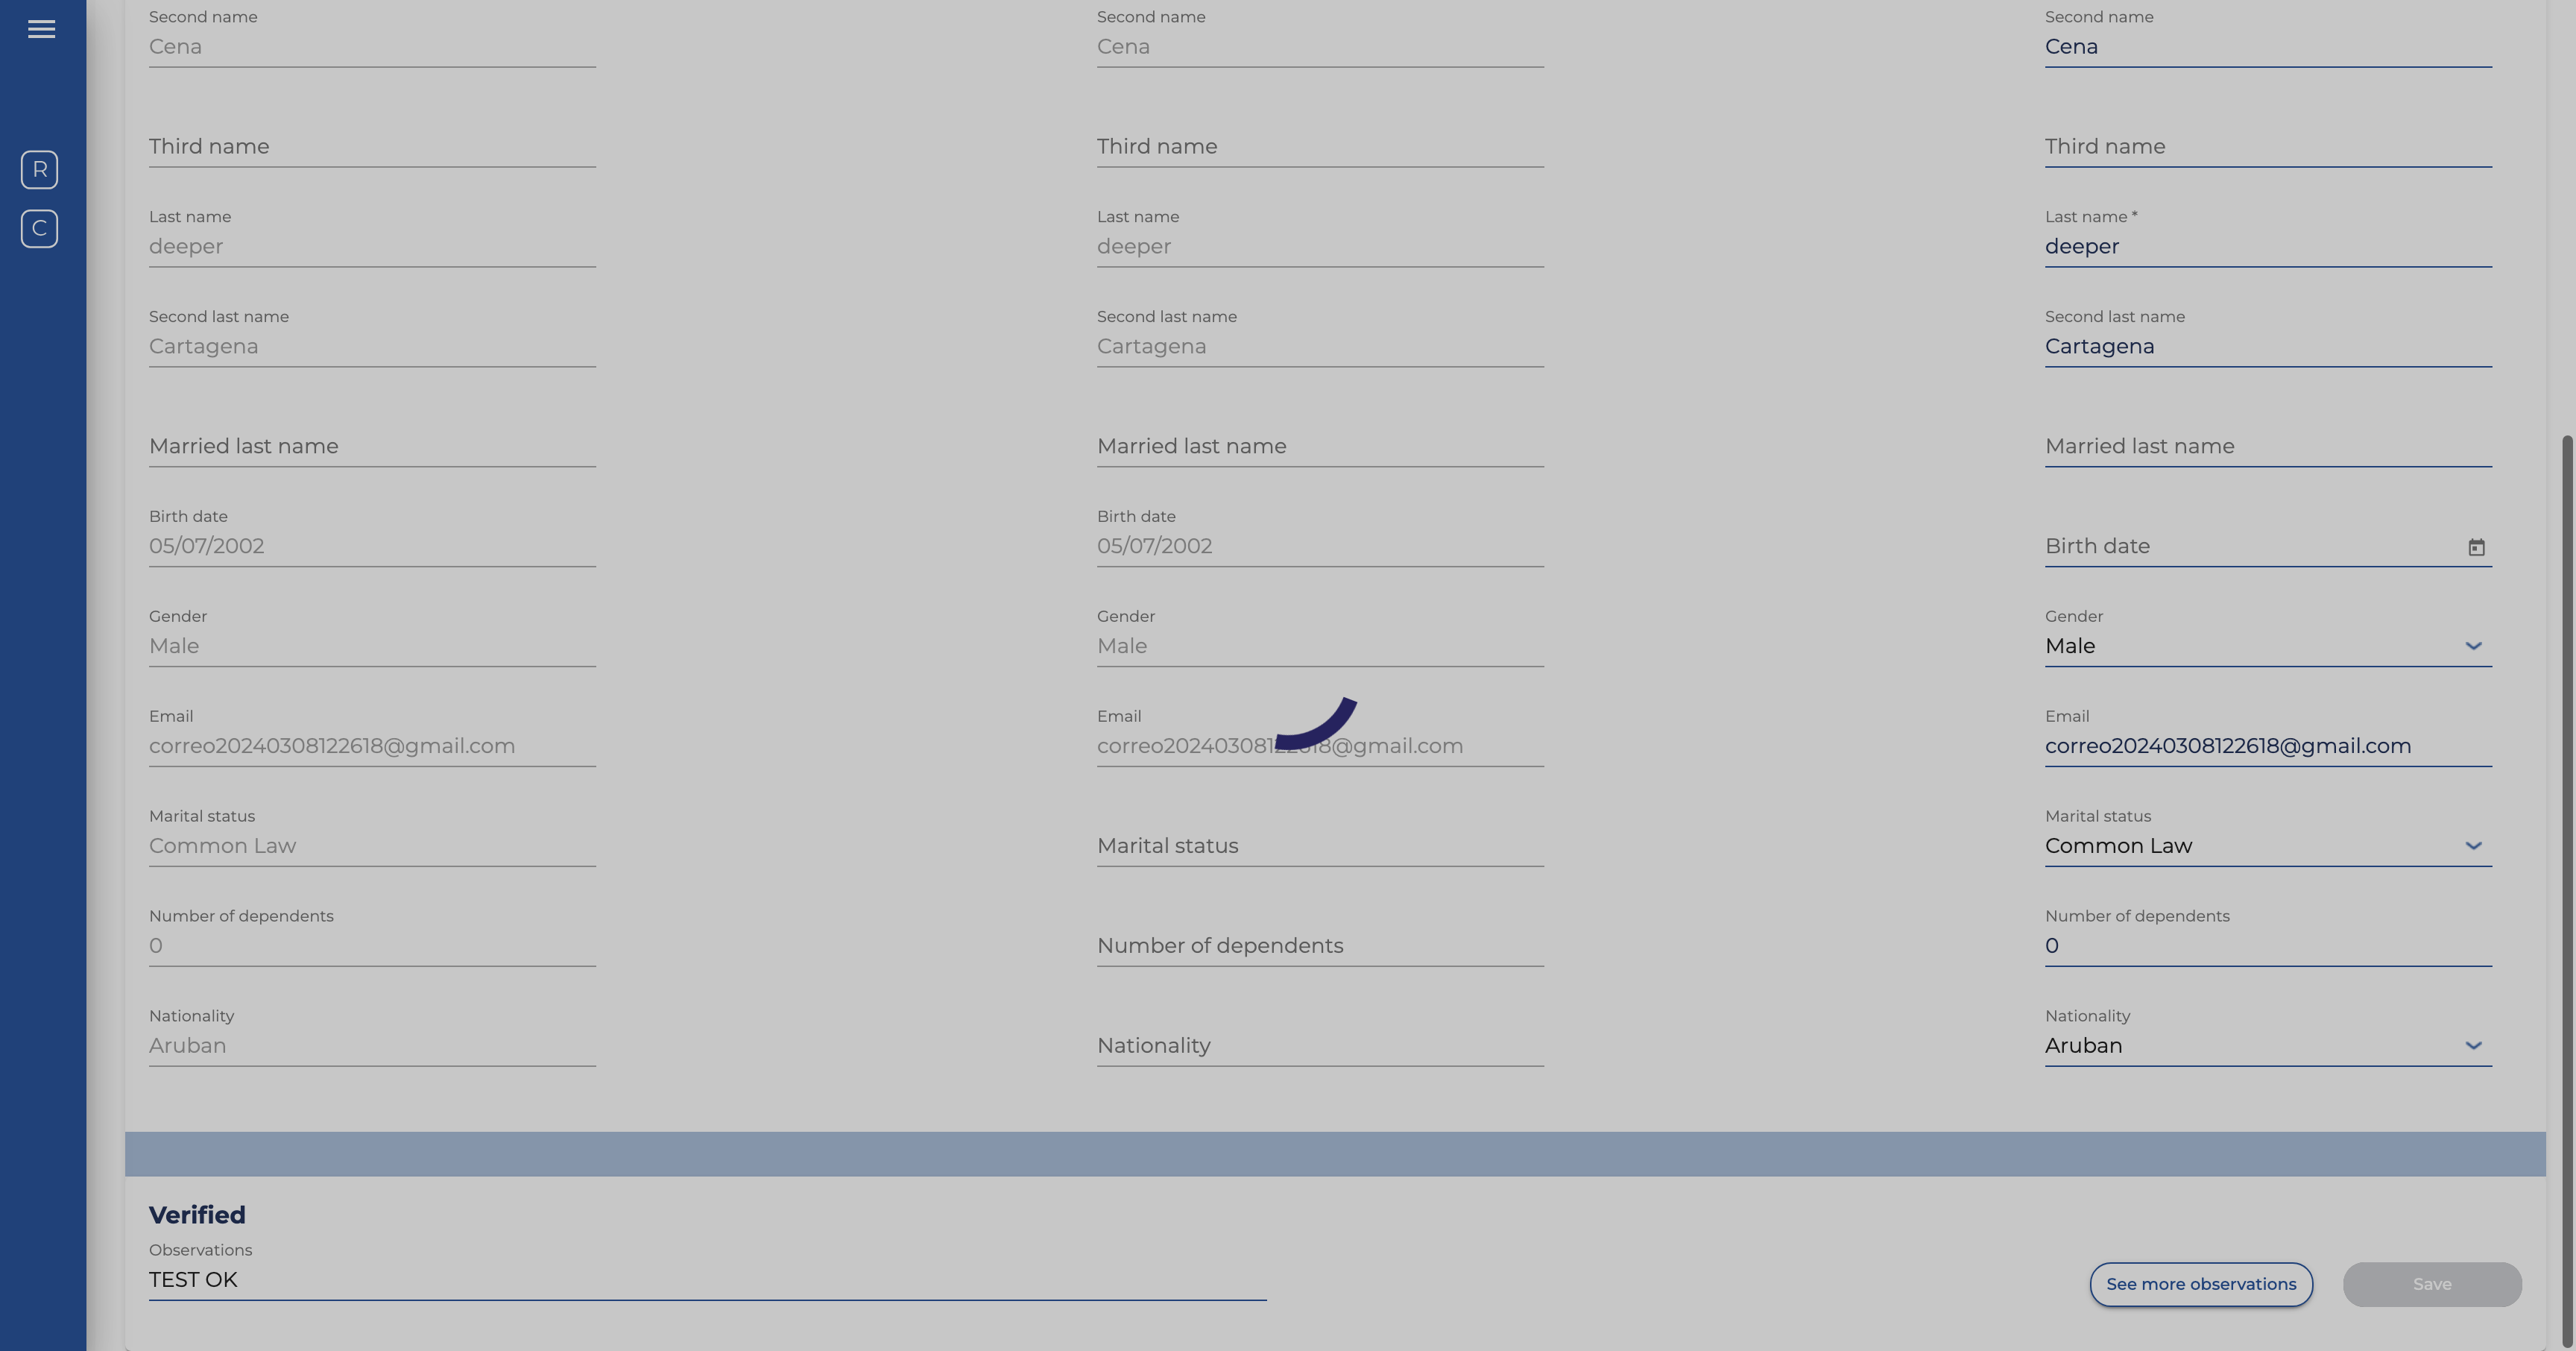 R
C
Second name Second name Second name
Cena Cena Cena
Third name Third name Third name
Last name Last name Last name *
deeper deeper deeper
Second last name Second last name Second last name
Cartagena Cartagena Cartagena
Married last name Married last name Married last name
Birth date Birth date
05/07/2002 05/07/2002 Birth date
Gender Gender Gender
Male Male Male
Email Email Email
correo20240308122618@gmail.com correo20240308122618@gmail.com correo20240308122618@gmail.com
Marital status Marital status
Common Law Marital status Common Law
Number of dependents Number of dependents
0 Number of dependents 0
Nationality Nationality
Aruban Nationality Aruban
Verified
Observations
TEST OK
See more observations Save